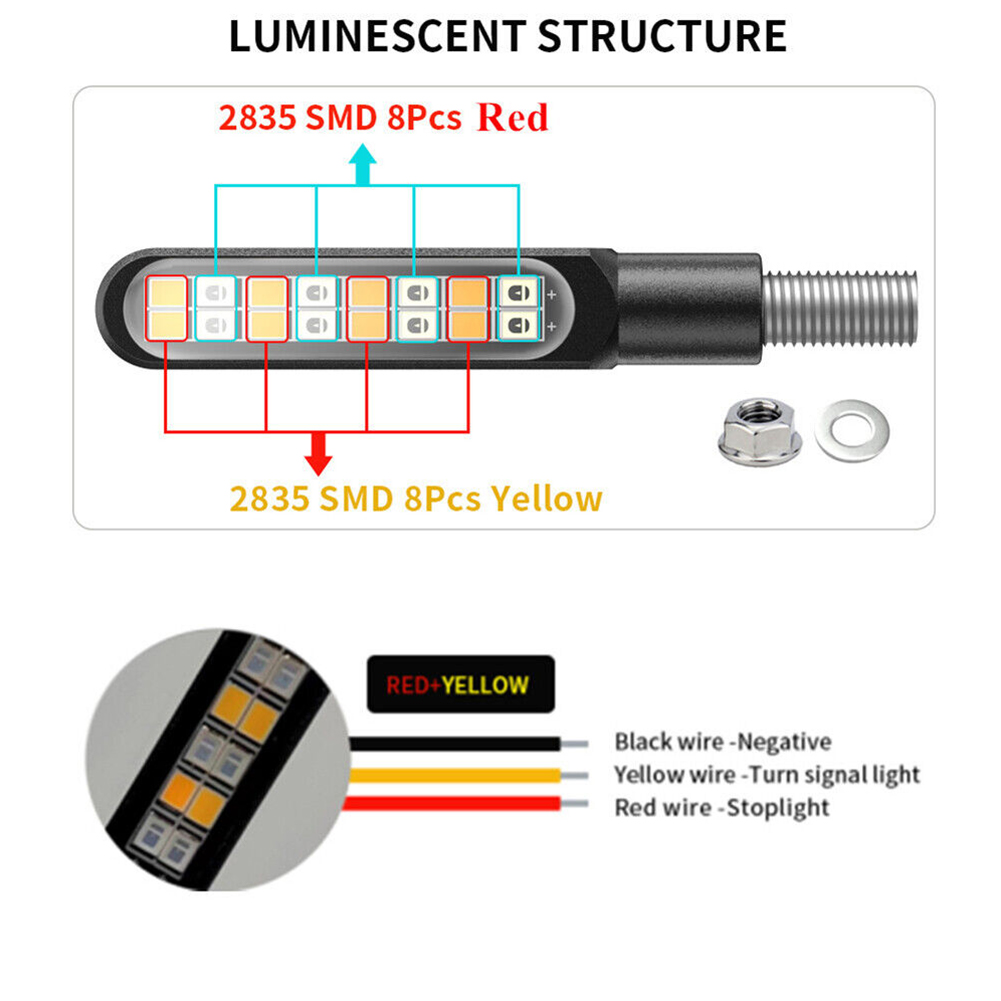 LUMINESCENT STRUCTURE
2835 SMD 8Pcs Red
+
+
2835 SMD 8Pcs Yellow
RED+YELLOW
Black wire -Negative
Yellow wire -Turn signal light
Red wire -Stoplight